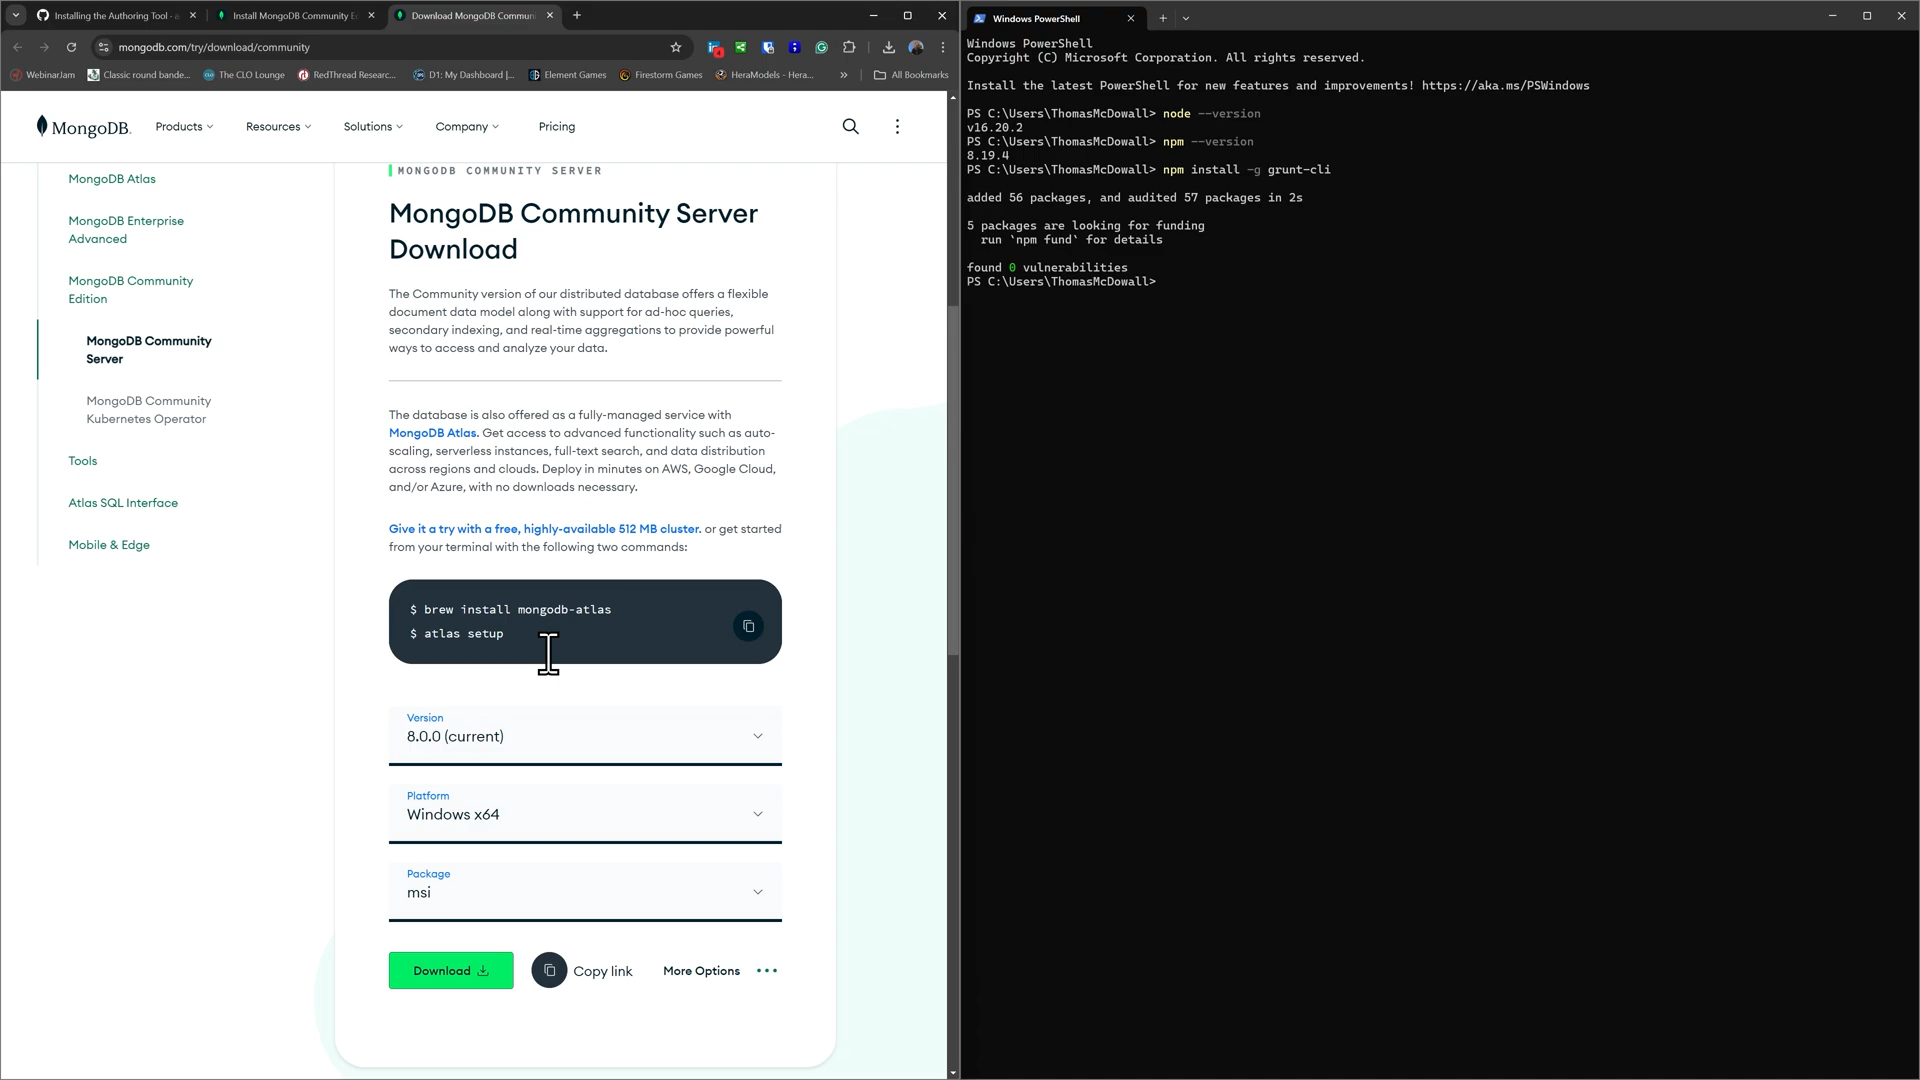 Installing the Authoring Tool - a
Install MongoDB Community E
Download MongoDB Commun
mongodb.com/try/download/community
WebinarJam
Classic round bande...
The CLO Lounge
RedThread Researc...
D1: My Dashboard |...
Element Games
Firestorm Games
HeraModels - Hera...
»
All Bookmarks
MongoDB.
Products
Resources
Solutions
Company
Pricing
MongoDB Atlas
MongoDB Enterprise
Advanced
MongoDB Community
Edition
MongoDB Community
Server
MongoDB Community
Kubernetes Operator
Tools
Atlas SQL Interface
Mobile & Edge
MONGODB COMMUNITY SERVER
MongoDB Community Server
Download
The Community version of our distributed database offers a flexible
document data model along with support for ad-hoc queries,
secondary indexing, and real-time aggregations to provide powerful
ways to access and analyze your data.
The database is also offered as a fully-managed service with
MongoDB Atlas. Get access to advanced functionality such as auto-
scaling, serverless instances, full-text search, and data distribution
across regions and clouds. Deploy in minutes on AWS, Google Cloud,
and/or Azure, with no downloads necessary.
Give it a try with a free, highly-available 512 MB cluster. or get started
from your terminal with the following two commands:
$ brew install mongodb-atlas
$ atlas setup
Version
8.0.0 (current)
Platform
Windows x64
Package
msi
Download
Copy link
More Options
Windows PowerShell
Windows PowerShell
Copyright (C) Microsoft Corporation. All rights reserved.
Install the latest PowerShell for new features and improvements! https://aka.ms/PSWindows
PS C:\Users\ThomasMcDowall> node --version
v16.20.2
PS C:\Users\ThomasMcDowall> npm --version
8.19.4
PS C:\Users\ThomasMcDowall> npm install -g grunt-cli
added 56 packages, and audited 57 packages in 2s
5 packages are looking for funding
run `npm fund` for details
found 0 vulnerabilities
PS C:\Users\ThomasMcDowall>